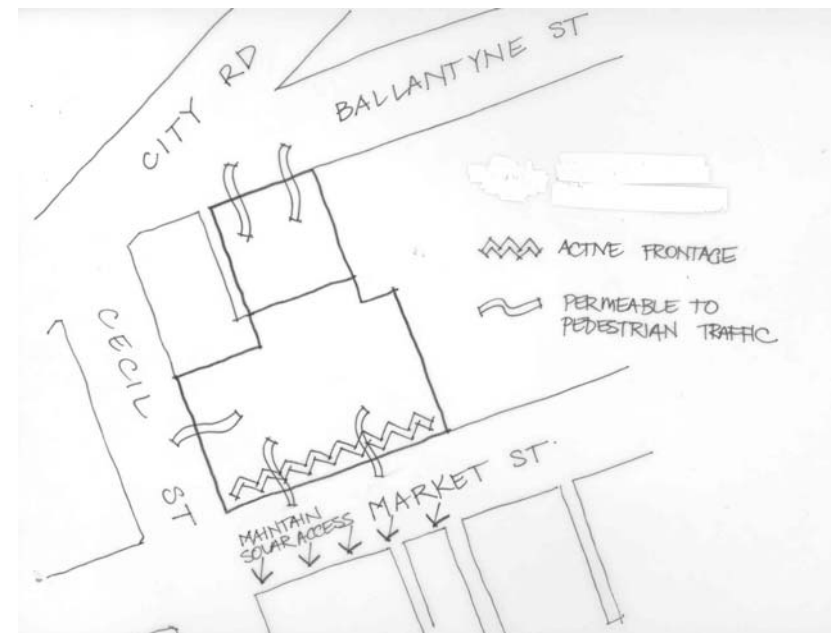 CITY RD
BALLANTYNE ST
ACTIVE FRONTAGE
PERMEABLE TO
PEDESTRIAN TRAFFIC
CECIL ST
MARKET ST.
MAINTAIN
SOLAR ACCESS